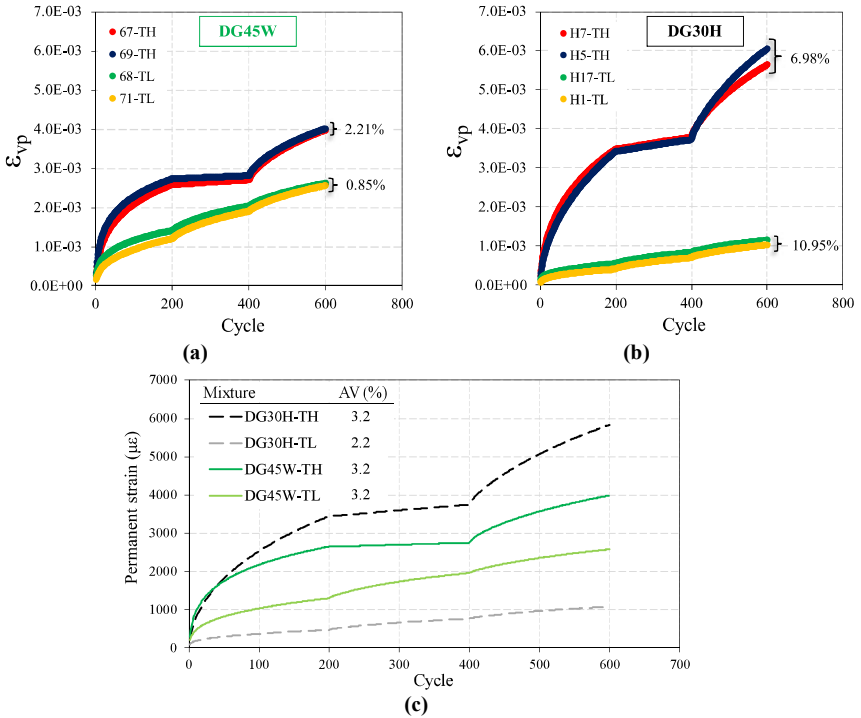 7.0E-03
6.0E-03
5.0E-03
4.0E-03
3.0E-03
2.0E-03
1.0E-03
0.0E+00
εvp
67-TH
69-TH
68-TL
71-TL
DG45W
2.21%
0.85%
0 200 400 600 800
Cycle
(a)
7.0E-03
6.0E-03
5.0E-03
4.0E-03
3.0E-03
2.0E-03
1.0E-03
0.0E+00
εvp
H7-TH
H5-TH
H17-TL
H1-TL
DG30H
6.98%
10.95%
0 200 400 600 800
Cycle
(b)
7000
6000
5000
4000
3000
2000
1000
0
Permanent strain (με)
Mixture AV (%)
DG30H-TH 3.2
DG30H-TL 2.2
DG45W-TH 3.2
DG45W-TL 3.2
0 100 200 300 400 500 600 700
Cycle
(c)